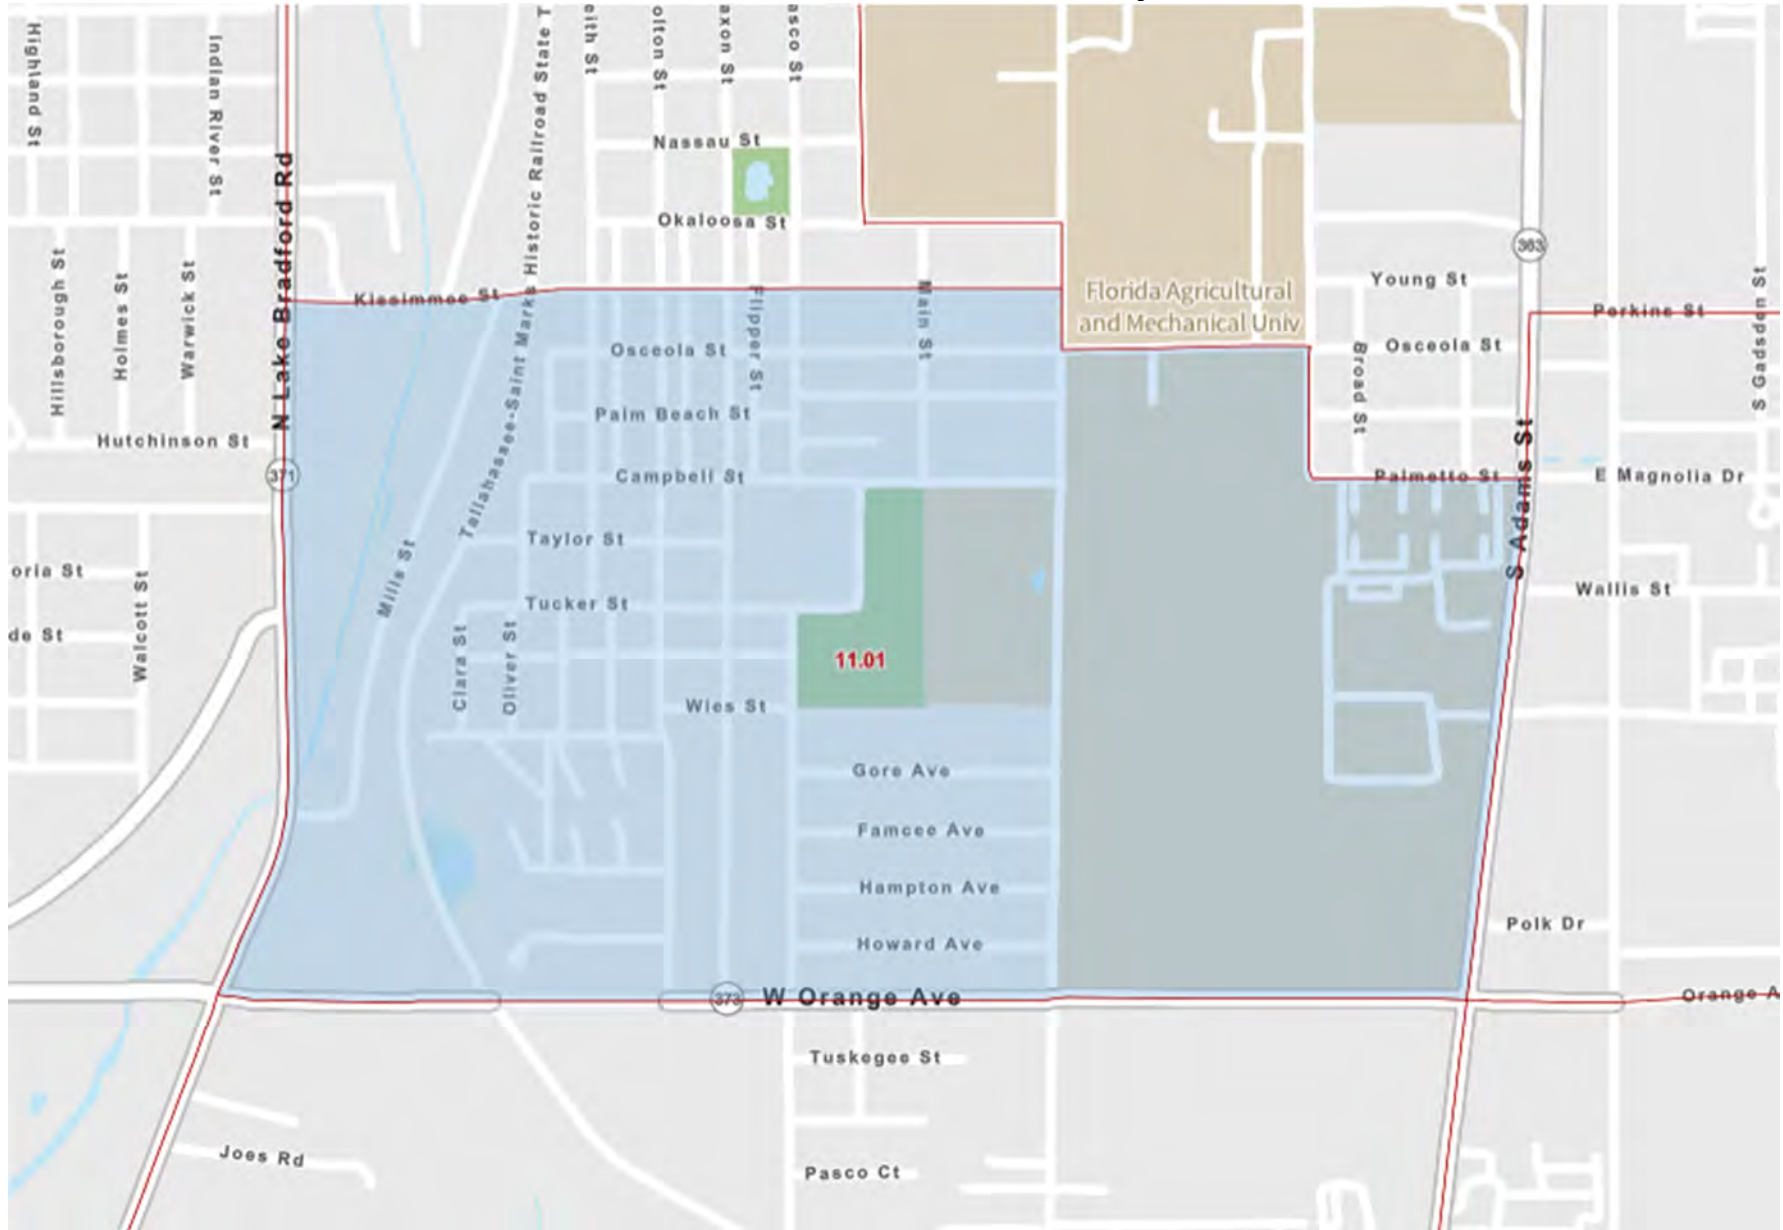 Highland St
Indian River St
N Lake Bradford Rd
Tallahassee-Saint Marks Historic Railroad State T
eith St
olton St
axon St
asco St
Nassau St
Okaloosa St
363
Hillsborough St
Holmes St
Warwick St
Kissimmee St
Flipper St
Main St
Florida Agricultural
and Mechanical Univ
Young St
Perkins St
S Gadsden St
Osceola St
Osceola St
Broad St
Palm Beach St
Hutchinson St
371
Campbell St
Palmetto St
S Adams St
E Magnolia Dr
Mills St
Taylor St
oria St
Walcott St
Wallis St
Tucker St
de St
Clara St
Oliver St
11.01
Wies St
Gore Ave
Famcee Ave
Hampton Ave
Polk Dr
Howard Ave
373
W Orange Ave
Orange A
Tuskegee St
Joes Rd
Pasco Ct